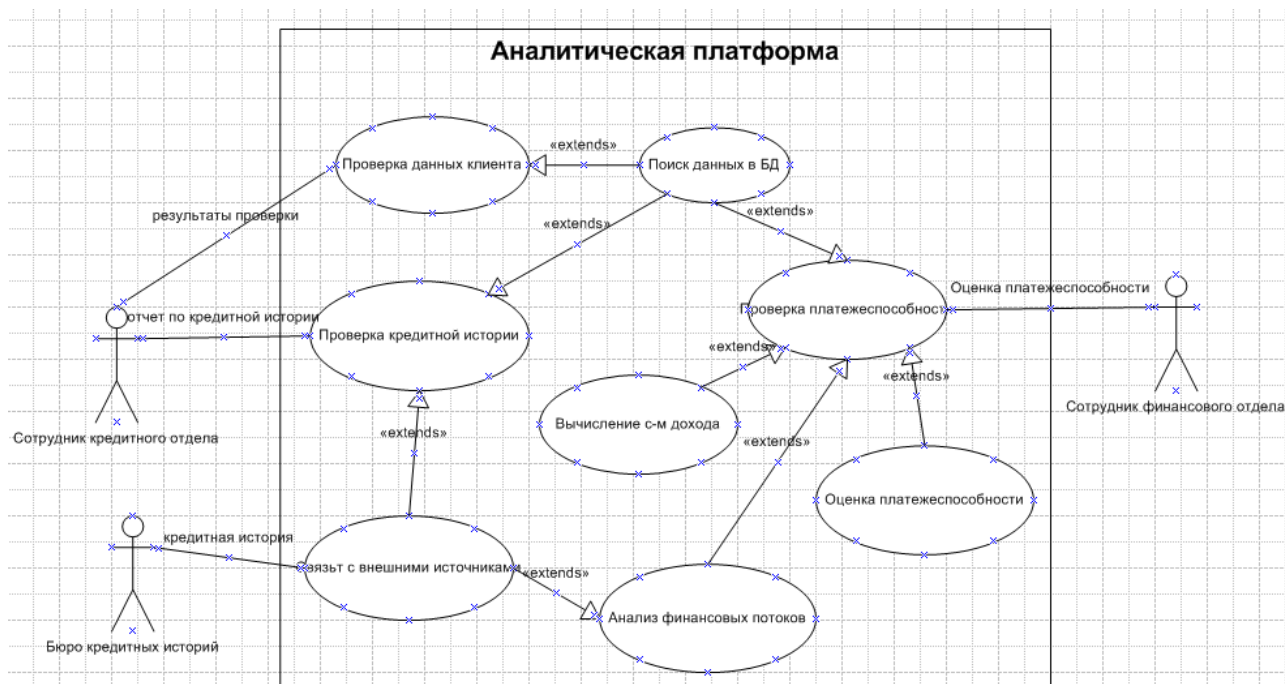 Аналитическая платформа
«extends»
Проверка данных клиента
Поиск данных в БД
результаты проверки
«extends»
«extends»
Оценка платежеспособности
отчет по кредитной истории
Проверка кредитной истории
Проверка платежеспособност
«extends»
«extends»
Сотрудник кредитного отдела
Сотрудник финансового отдела
«extends»
Вычисление с-м дохода
«extends»
Оценка платежеспособности
кредитная история
вязьт с внешними источниками
«extends»
Анализ финансовых потоков
Бюро кредитных историй